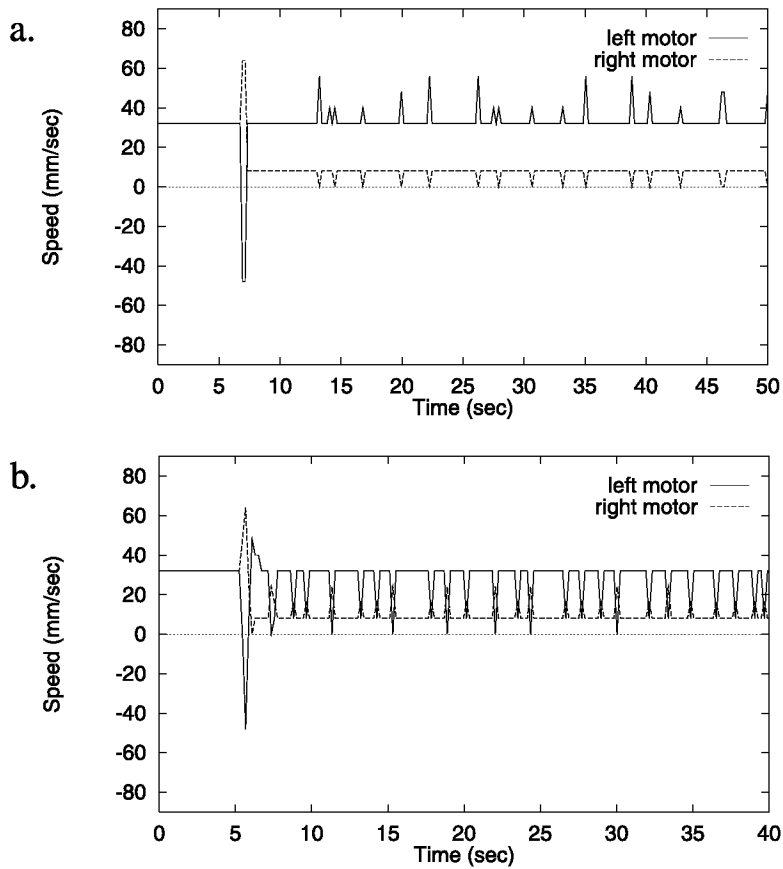 a.
80
60
40
20
0
-20
-40
-60
-80
Speed (mm/sec)
left motor
right motor
0 5 10 15 20 25 30 35 40 45 50
Time (sec)
b.
80
60
40
20
0
-20
-40
-60
-80
Speed (mm/sec)
left motor
right motor
0 5 10 15 20 25 30 35 40
Time (sec)